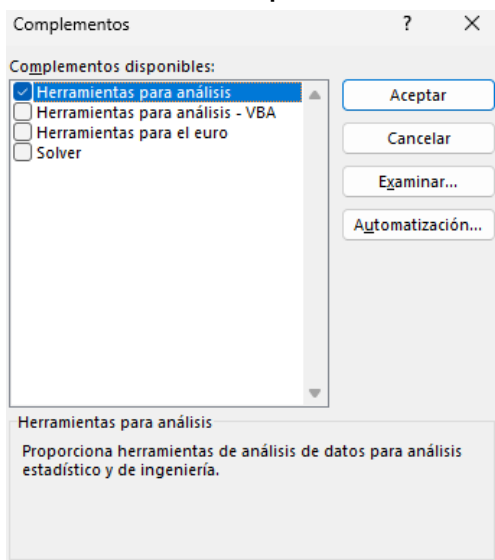 Complementos ?
Complementos disponibles:
Herramientas para análisis
Herramientas para análisis - VBA
Herramientas para el euro
Solver
Aceptar
Cancelar
Examinar...
Automatización...
Herramientas para análisis
Proporciona herramientas de análisis de datos para análisis
estadístico y de ingeniería.